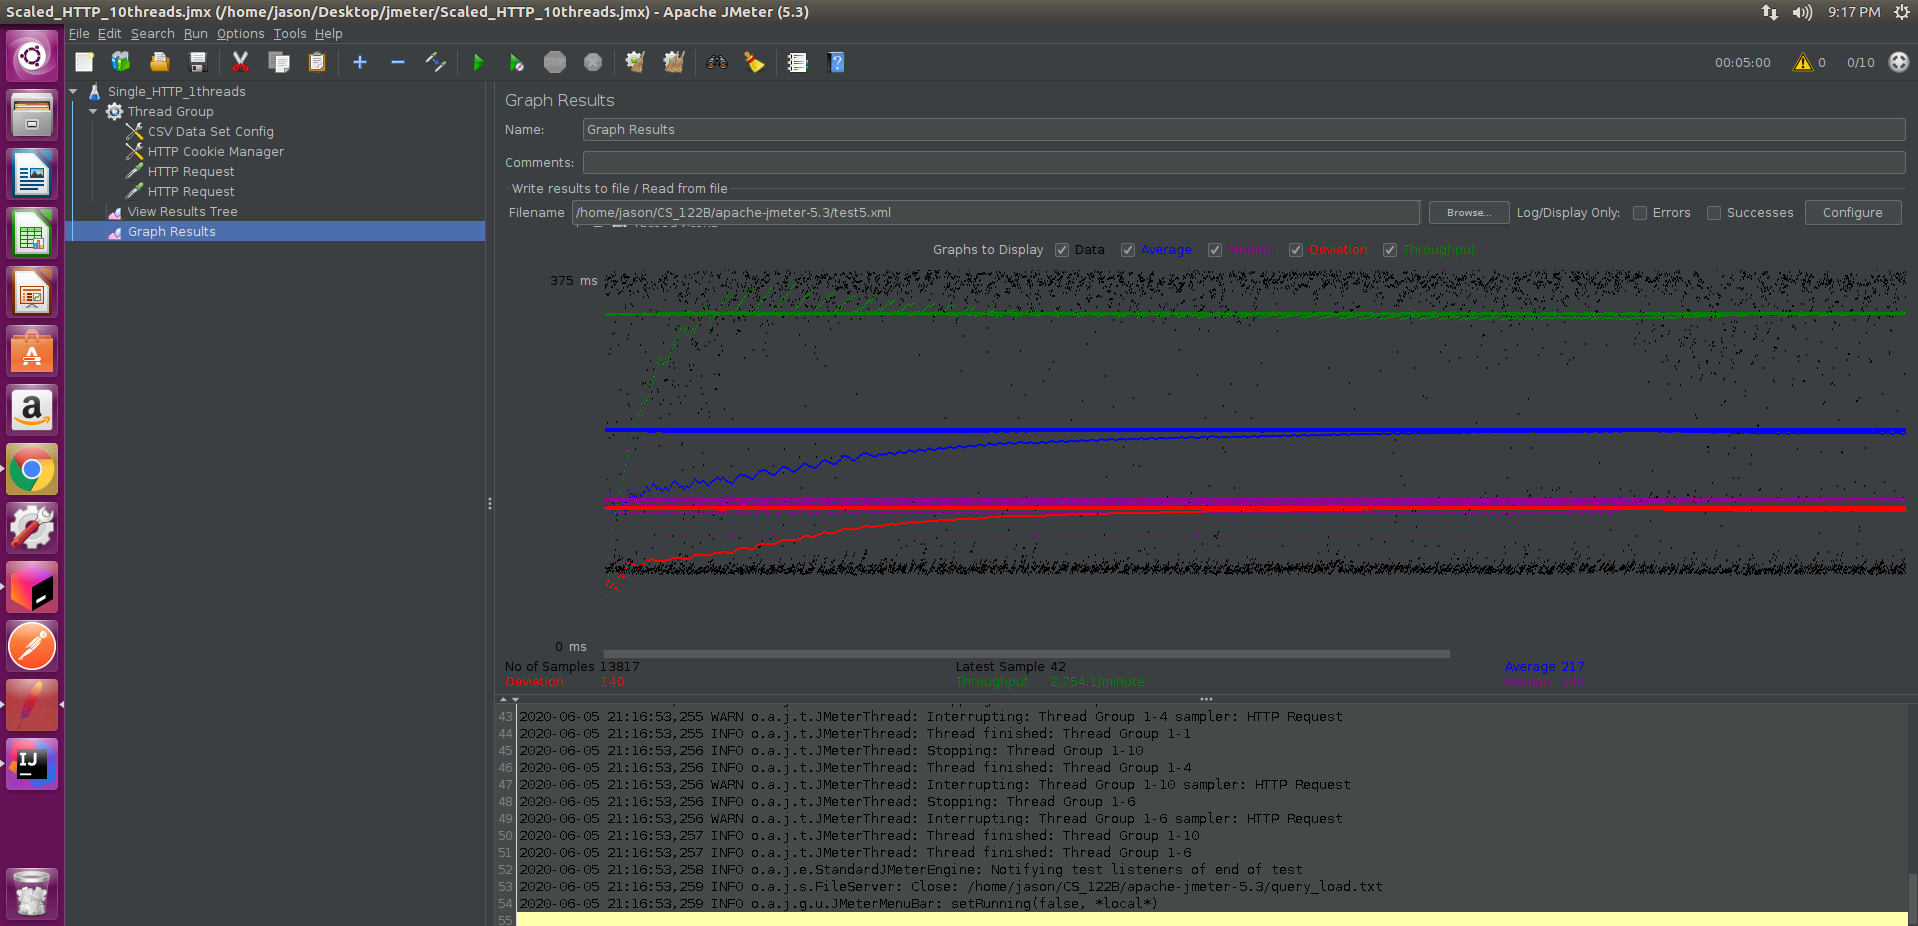 Scaled_HTTP_10threads.jmx (/home/jason/Desktop/jmeter/Scaled_HTTP_10threads.jmx) - Apache JMeter (5.3)
9:17 PM
File Edit Search Run Options Tools Help
STOP
00:05:00
0
0/10
Single_HTTP_1threads
Thread Group
CSV Data Set Config
HTTP Cookie Manager
HTTP Request
HTTP Request
View Results Tree
Graph Results
Graph Results
Name: Graph Results
Comments:
Write results to file / Read from file
Filename /home/jason/CS_122B/apache-jmeter-5.3/test5.xml Browse... Log/Display Only: Errors Successes Configure
Graphs to Display Data Average Median Deviation Throughput
375 ms
0 ms
No of Samples 13817 Latest Sample 42 Average 217
Deviation 140 Throughput 2,754.1/minute Median 140
43 2020-06-05 21:16:53,255 WARN o.a.j.t.JMeterThread: Interrupting: Thread Group 1-4 sampler: HTTP Request
44 2020-06-05 21:16:53,255 INFO o.a.j.t.JMeterThread: Thread finished: Thread Group 1-1
45 2020-06-05 21:16:53,256 INFO o.a.j.t.JMeterThread: Stopping: Thread Group 1-10
46 2020-06-05 21:16:53,256 INFO o.a.j.t.JMeterThread: Thread finished: Thread Group 1-4
47 2020-06-05 21:16:53,256 WARN o.a.j.t.JMeterThread: Interrupting: Thread Group 1-10 sampler: HTTP Request
48 2020-06-05 21:16:53,256 INFO o.a.j.t.JMeterThread: Stopping: Thread Group 1-6
49 2020-06-05 21:16:53,256 WARN o.a.j.t.JMeterThread: Interrupting: Thread Group 1-6 sampler: HTTP Request
50 2020-06-05 21:16:53,257 INFO o.a.j.t.JMeterThread: Thread finished: Thread Group 1-10
51 2020-06-05 21:16:53,257 INFO o.a.j.t.JMeterThread: Thread finished: Thread Group 1-6
52 2020-06-05 21:16:53,258 INFO o.a.j.e.StandardJMeterEngine: Notifying test listeners of end of test
53 2020-06-05 21:16:53,259 INFO o.a.j.s.FileServer: Close: /home/jason/CS_122B/apache-jmeter-5.3/query_load.txt
54 2020-06-05 21:16:53,259 INFO o.a.j.g.u.JMeterMenuBar: setRunning(false, *local*)
55